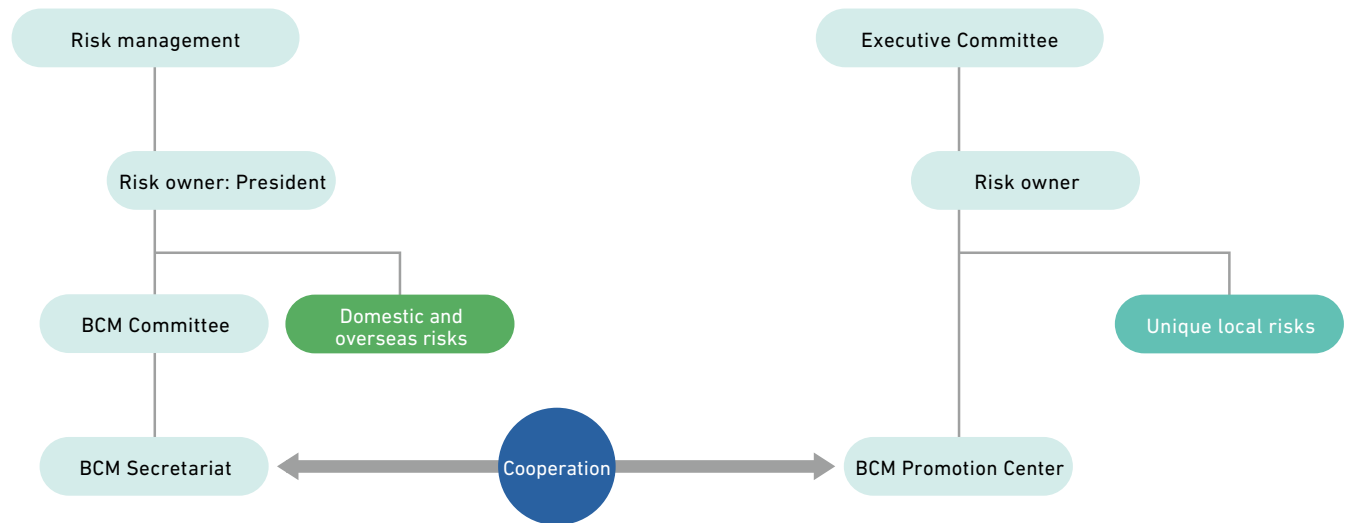 Risk management
Executive Committee
Risk owner: President
Risk owner
BCM Committee
Domestic and
overseas risks
Unique local risks
BCM Secretariat
Cooperation
BCM Promotion Center